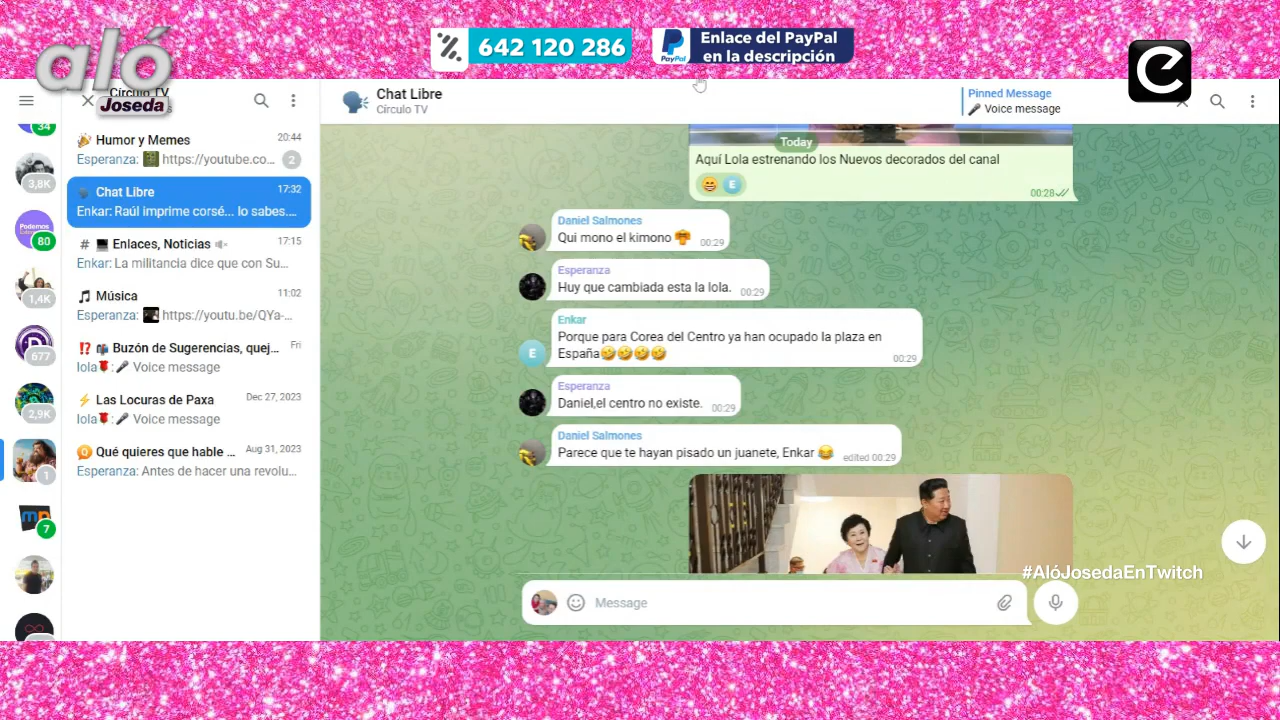 aló
Joseda
642 120 286
PayPal
Enlace del PayPal
en la descripción
Círculo TV
34
3,8K
Podemos
80
1,4K
677
2,9K
1
7
Humor y Memes 20:44
Esperanza: https://youtube.co... 2
Chat Libre 17:32
Enkar: Raúl imprime corsé... lo sabes....
# Enlaces, Noticias 17:15
Enkar: La militancia dice que con Su...
Música 11:02
Esperanza: https://youtu.be/QYa-...
Buzón de Sugerencias, quej... Fri
lola: Voice message
Las Locuras de Paxa Dec 27, 2023
lola: Voice message
Qué quieres que hable ... Aug 31, 2023
Esperanza: Antes de hacer una revolu...
Chat Libre
Círculo TV
Pinned Message
Voice message
Today
Aquí Lola estrenando los Nuevos decorados del canal
E
00:28
Daniel Salmones
Qui mono el kimono 00:29
Esperanza
Huy que cambiada esta la lola. 00:29
Enkar
Porque para Corea del Centro ya han ocupado la plaza en
España🤣🤣🤣🤣 00:29
E
Esperanza
Daniel,el centro no existe. 00:29
Daniel Salmones
Parece que te hayan pisado un juanete, Enkar 😂 edited 00:29
#AlóJosedaEnTwitch
Message